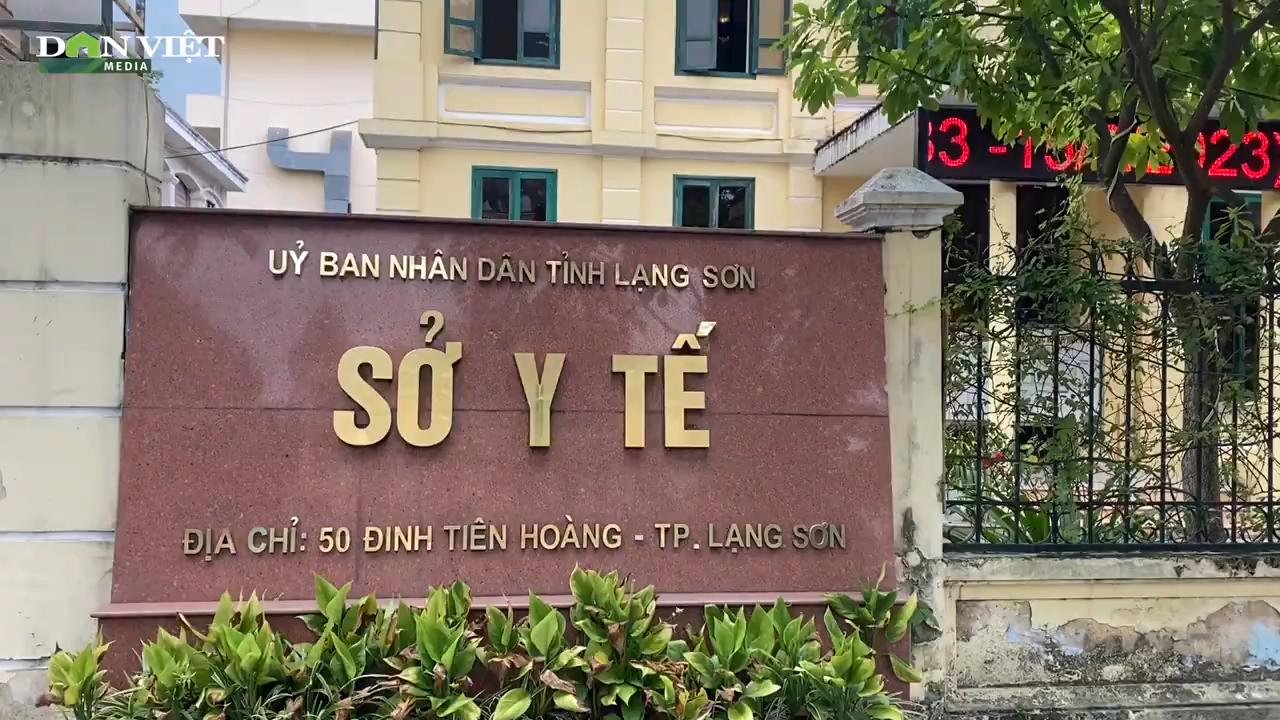 DÂN VIỆT
MEDIA
UỶ BAN NHÂN DÂN TỈNH LẠNG SƠN
SỞ Y TẾ
ĐỊA CHỈ: 50 ĐINH TIÊN HOÀNG - TP. LẠNG SƠN